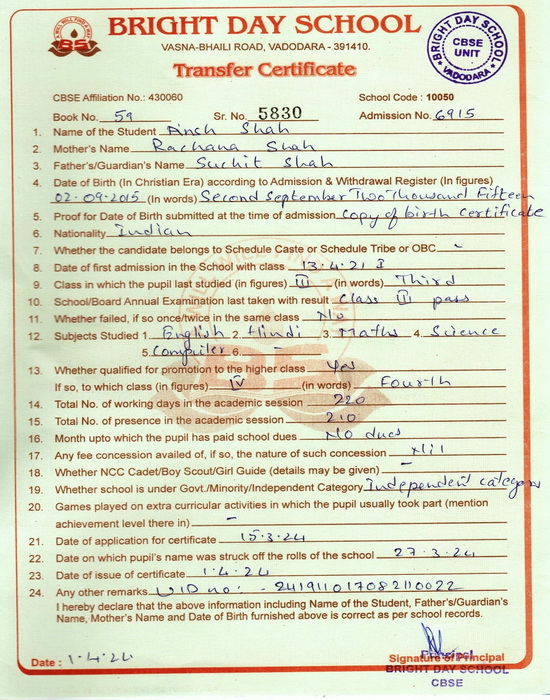 BRIGHT DAY SCHOOL
VASNA-BHAILI ROAD, VADODARA - 391410.
Transfer Certificate
BRIGHT DAY SCHOOL
CBSE
UNIT
VADODARA
BS
CBSE Affiliation No.: 430060 School Code : 10050
Book No. 59 Sr. No. 5830 Admission No. 6915
1. Name of the Student Ansh Shah
2. Mother's Name Rachana Shah
3. Father's/Guardian's Name Suchit Shah
4. Date of Birth (In Christian Era) according to Admission & Withdrawal Register (In figures)
02-09-2015 (In words) Second September Two Thousand Fifteen
5. Proof for Date of Birth submitted at the time of admission Copy of birth certificate
6. Nationality Indian
7. Whether the candidate belongs to Schedule Caste or Schedule Tribe or OBC -
8. Date of first admission in the School with class 13.4.21 I
9. Class in which the pupil last studied (in figures) III (in words) Third
10. School/Board Annual Examination last taken with result Class III pass
11. Whether failed, if so once/twice in the same class No
12. Subjects Studied 1. English 2. Hindi 3. Maths 4. Science
5. Computer 6. -
13. Whether qualified for promotion to the higher class Yes
If so, to which class (in figures) IV (in words) Fourth
14. Total No. of working days in the academic session 220
15. Total No. of presence in the academic session 210
16. Month upto which the pupil has paid school dues No dues
17. Any fee concession availed of, if so, the nature of such concession Nil
18. Whether NCC Cadet/Boy Scout/Girl Guide (details may be given) -
19. Whether school is under Govt./Minority/Independent Category Independent category
20. Games played on extra curricular activities in which the pupil usually took part (mention
achievement level there in) -
21. Date of application for certificate 15.3.24
22. Date on which pupil's name was struck off the rolls of the school 27.3.24
23. Date of issue of certificate 1.4.24
24. Any other remarks UID no: - 241911017082110022
I hereby declare that the above information including Name of the Student, Father's/Guardian's
Name, Mother's Name and Date of Birth furnished above is correct as per school records.
Date : 1.4.24
Principal
Signature of Principal
BRIGHT DAY SCHOOL
CBSE